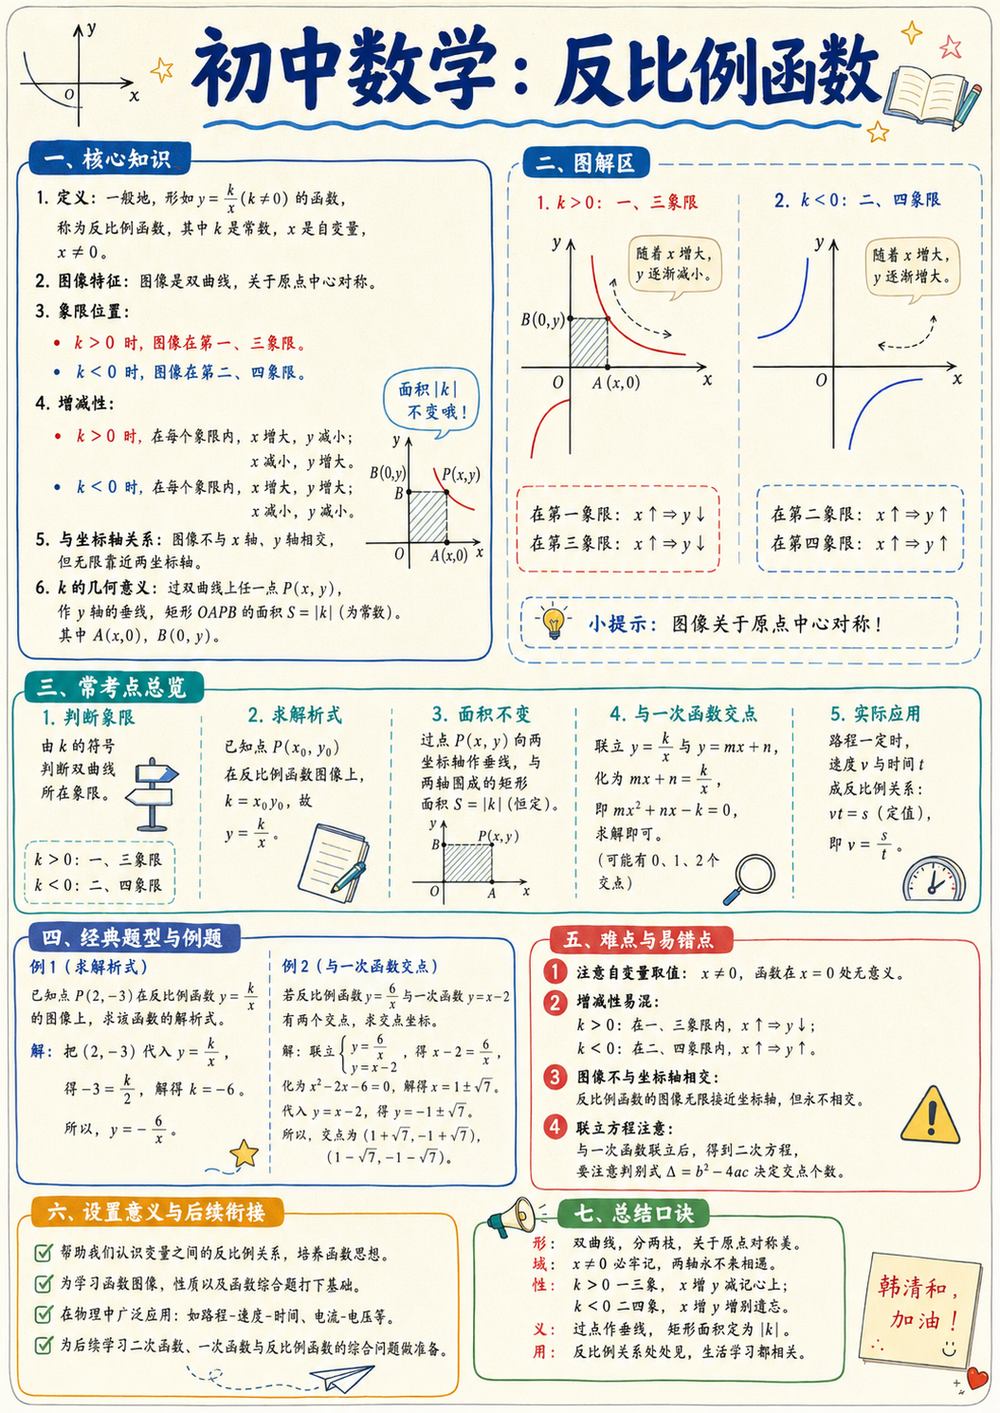 y
O
x
初中数学：反比例函数
一、核心知识
1. 定义：一般地，形如 y = k/x (k ≠ 0) 的函数，
称为反比例函数，其中 k 是常数，x 是自变量，
x ≠ 0。
2. 图像特征：图像是双曲线，关于原点中心对称。
3. 象限位置：
• k > 0 时，图像在第一、三象限。
• k < 0 时，图像在第二、四象限。
4. 增减性：
• k > 0 时，在每个象限内，x 增大，y 减小；
x 减小，y 增大。
• k < 0 时，在每个象限内，x 增大，y 增大；
x 减小，y 减小。
5. 与坐标轴关系：图像不与 x 轴、y 轴相交，
但无限靠近两坐标轴。
6. k 的几何意义：过双曲线上任一点 P(x, y)，
作 y 轴的垂线，矩形 OAPB 的面积 S = |k| (为常数)。
其中 A(x,0)，B(0, y)。
面积 |k|
不变哦！
y
B(0,y)
P(x,y)
B
O
A(x,0)
x
二、图解区
1. k > 0：一、三象限
y
随着 x 增大，
y 逐渐减小。
B(0,y)
O
A (x,0)
x
在第一象限：x ↑ ⇒ y ↓
在第三象限：x ↑ ⇒ y ↓
2. k < 0：二、四象限
y
随着 x 增大，
y 逐渐增大。
O
x
在第二象限：x ↑ ⇒ y ↑
在第四象限：x ↑ ⇒ y ↑
小提示：图像关于原点中心对称！
三、常考点总览
1. 判断象限
由 k 的符号
判断双曲线
所在象限。
k > 0：一、三象限
k < 0：二、四象限
2. 求解析式
已知点 P(x₀, y₀)
在反比例函数图像上，
k = x₀y₀，故
y = k/x。
3. 面积不变
过点 P(x, y) 向两
坐标轴作垂线，与
两轴围成的矩形
面积 S = |k| (恒定)。
y
P(x,y)
B
O
A
x
4. 与一次函数交点
联立 y = k/x 与 y = mx + n，
化为 mx + n = k/x，
即 mx² + nx − k = 0，
求解即可。
(可能有 0、1、2 个
交点)
5. 实际应用
路程一定时，
速度 v 与时间 t
成反比例关系：
vt = s (定值)，
即 v = s/t。
四、经典题型与例题
例 1 (求解析式)
已知点 P(2, −3) 在反比例函数 y = k/x
的图像上，求该函数的解析式。
解：把 (2, −3) 代入 y = k/x，
得 −3 = k/2，解得 k = −6。
所以，y = − 6/x。
例 2 (与一次函数交点)
若反比例函数 y = 6/x 与一次函数 y=x−2
有两个交点，求交点坐标。
解：联立 { y = 6/x
y = x−2 ，得 x − 2 = 6/x，
化为 x² − 2x − 6 = 0，解得 x = 1 ± √7。
代入 y = x−2，得 y = −1 ± √7。
所以，交点为 (1+√7, −1+√7)，
(1−√7, −1−√7)。
五、难点与易错点
1 注意自变量取值：x ≠ 0，函数在 x = 0 处无意义。
2 增减性易混：
k > 0：在一、三象限内，x ↑ ⇒ y ↓；
k < 0：在二、四象限内，x ↑ ⇒ y ↑。
3 图像不与坐标轴相交：
反比例函数的图像无限接近坐标轴，但永不相交。
4 联立方程注意：
与一次函数联立后，得到二次方程，
要注意判别式 Δ = b² − 4ac 决定交点个数。
!
六、设置意义与后续衔接
帮助我们认识变量之间的反比例关系，培养函数思想。
为学习函数图像，性质以及函数综合题打下基础。
在物理中广泛应用：如路程-速度-时间、电流-电压等。
为后续学习二次函数、一次函数与反比例函数的综合问题做准备。
七、总结口诀
形：双曲线，分两枝，关于原点对称美。
域：x ≠ 0 必牢记，两轴永不来相遇。
性：k > 0 一三象，x 增 y 减记心上；
k < 0 二四象，x 增 y 增别遗忘。
义：过点作垂线，矩形面积定为 |k|。
用：反比例关系处处见，生活学习都相关。
韩清和，
加油！